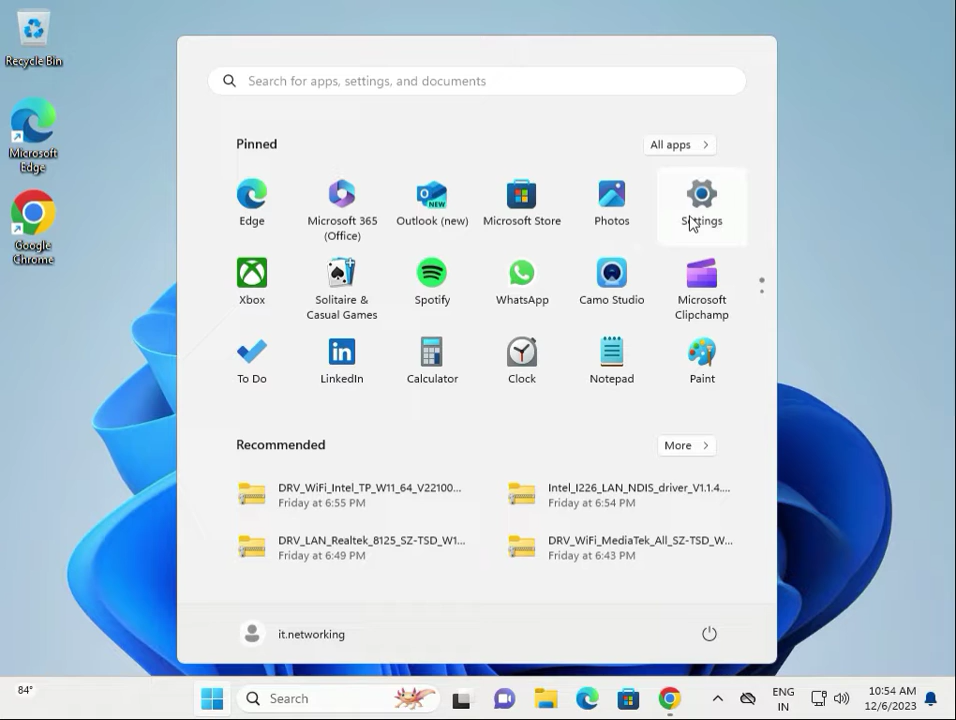 Recycle Bin
Microsoft
Edge
Google
Chrome
Search for apps, settings, and documents
Pinned
All apps
Edge
Microsoft 365
(Office)
Outlook (new)
NEW
Microsoft Store
Photos
Settings
Xbox
Solitaire &
Casual Games
Spotify
WhatsApp
Camo Studio
Microsoft
Clipchamp
To Do
LinkedIn
in
Calculator
Clock
Notepad
Paint
Recommended
More
DRV_WiFi_Intel_TP_W11_64_V22100...
Friday at 6:55 PM
Intel_I226_LAN_NDIS_driver_V1.1.4....
Friday at 6:54 PM
DRV_LAN_Realtek_8125_SZ-TSD_W1...
Friday at 6:49 PM
DRV_WiFi_MediaTek_All_SZ-TSD_W...
Friday at 6:43 PM
it.networking
84°
Search
ENG
IN
10:54 AM
12/6/2023